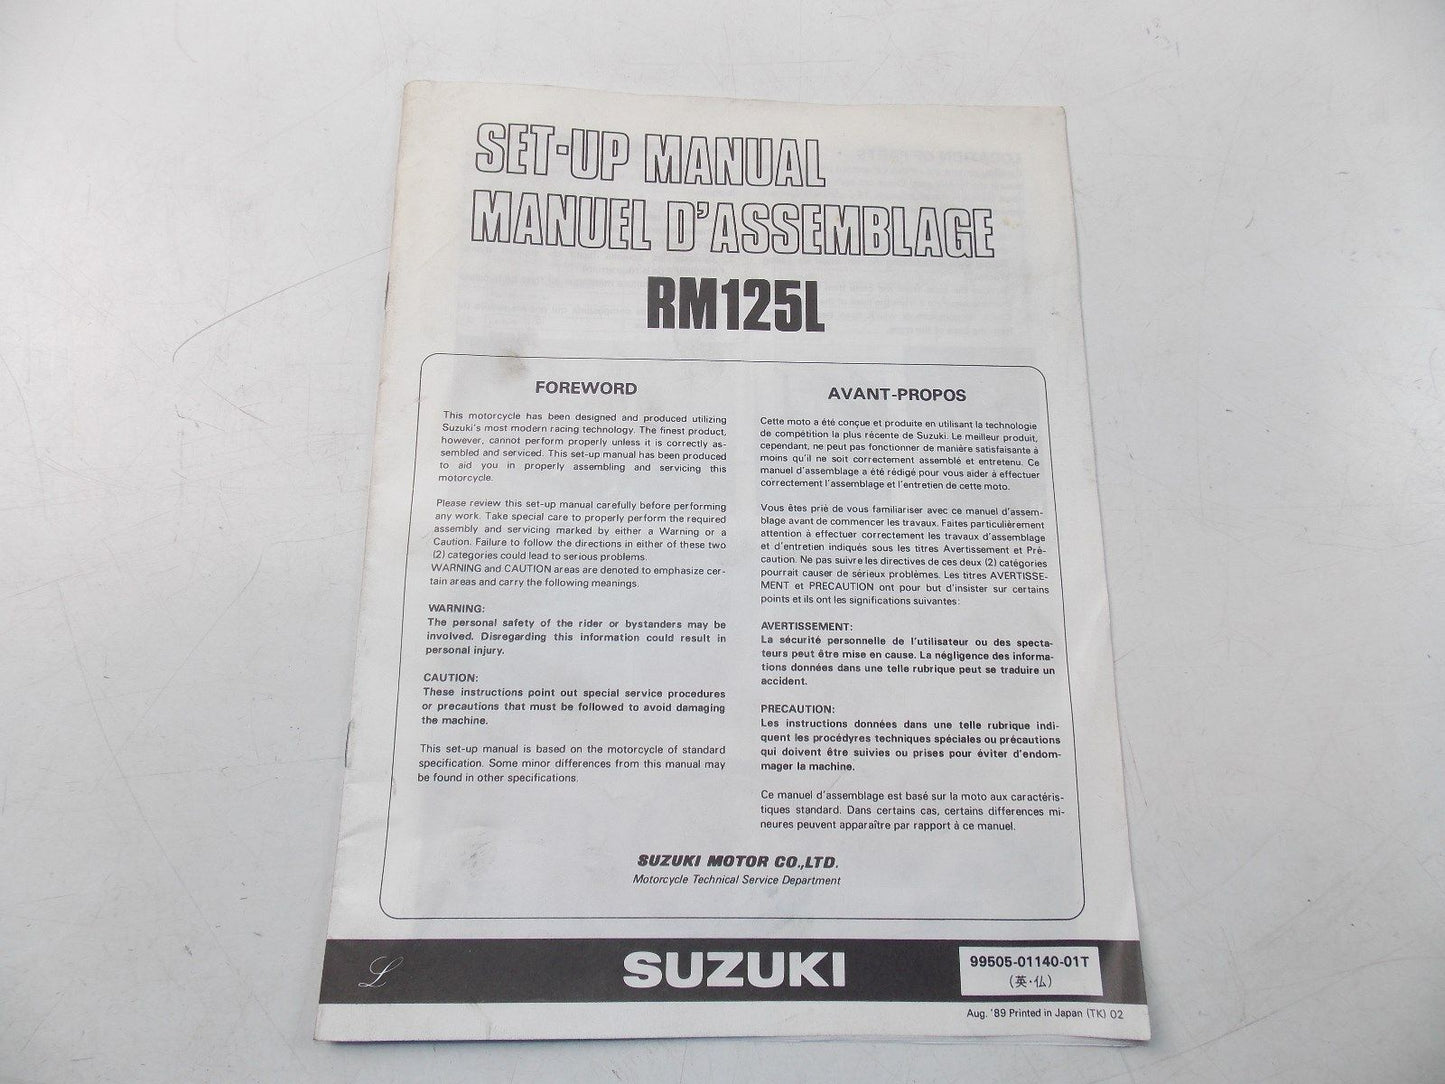 SET-UP MANUAL
MANUEL D'ASSEMBLAGE
RM125L
FOREWORD
This motorcycle has been designed and produced utilizing
Suzuki's most modern racing technology. The finest product,
however, cannot perform properly unless it is correctly as-
sembled and serviced. This set-up manual has been produced
to aid you in properly assembling and servicing this
motorcycle.
Please review this set-up manual carefully before performing
any work. Take special care to properly perform the required
assembly and servicing marked by either a Warning or a
Caution. Failure to follow the directions in either of these two
(2) categories could lead to serious problems.
WARNING and CAUTION areas are denoted to emphasize cer-
tain areas and carry the following meanings.
WARNING:
The personal safety of the rider or bystanders may be
involved. Disregarding this information could result in
personal injury.
CAUTION:
These instructions point out special service procedures
or precautions that must be followed to avoid damaging
the machine.
This set-up manual is based on the motorcycle of standard
specification. Some minor differences from this manual may
be found in other specifications.
AVANT-PROPOS
Cette moto a été conçue et produite en utilisant la technologie
de compétition la plus récente de Suzuki. Le meilleur produit,
cependant, ne peut pas fonctionner de manière satisfaisante à
moins qu'il ne soit correctement assemblé et entretenu. Ce
manuel d'assemblage a été rédigé pour vous aider à effectuer
correctement l'assemblage et l'entretien de cette moto.
Vous êtes prié de vous familiariser avec ce manuel d'assem-
blage avant de commencer les travaux. Faites particulièrement
attention à effectuer correctement les travaux d'assemblage
et d'entretien indiqués sous les titres Avertissement et Pré-
caution. Ne pas suivre les directives de ces deux (2) catégories
pourrait causer de sérieux problèmes. Les titres AVERTISSE-
MENT et PRECAUTION ont pour but d'insister sur certains
points et ils ont les significations suivantes:
AVERTISSEMENT:
La sécurité personnelle de l'utilisateur ou des specta-
teurs peut être mise en cause. La négligence des informa-
tions données dans une telle rubrique peut se traduire un
accident.
PRECAUTION:
Les instructions données dans une telle rubrique indi-
quent les procédyres techniques spéciales ou précautions
qui doivent être suivies ou prises pour éviter d'endom-
mager la machine.
Ce manuel d'assemblage est basé sur la moto aux caractéris-
tiques standard. Dans certains cas, certains differences mi-
neures peuvent apparaître par rapport à ce manuel.
SUZUKI MOTOR CO.,LTD.
Motorcycle Technical Service Department
L
SUZUKI
99505-01140-01T
(英·仏)
Aug. '89 Printed in Japan (TK) 02